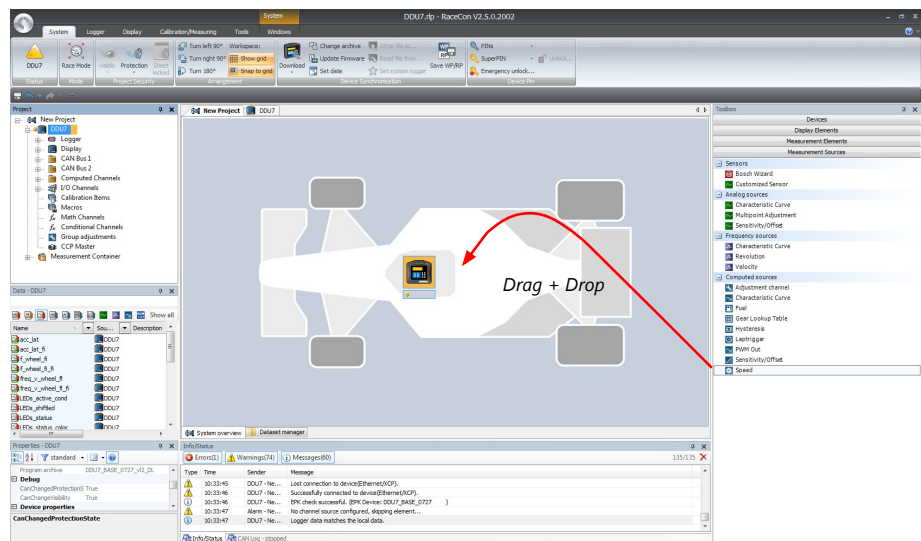 System
DDU7.rlp - RaceCon V2.5.0.2002
System Logger Display Calibration/Measuring Tools Windows
DDU7
Status
Race Mode
Mode
visible Protection Sheet locked
Project Security
Turn left 90°
Turn right 90°
Turn 180°
Workspace:
Show grid
Snap to grid
Arrangement
Download
Change archive
Update Firmware
Set date
Write file to...
Read file from...
Set system logger
Save WP/RP
Device Synchronisation
PINs
SuperPIN
Emergency unlock...
Unlock...
Device Pin
Project
New Project
DDU7
Logger
Display
CAN Bus 1
CAN Bus 2
Computed Channels
I/O Channels
Calibration Items
Macros
Math Channels
Conditional Channels
Group adjustments
CCP Master
Measurement Container
Data - DDU7
Show all
Name Sou... Description
acc_lat DDU7
acc_lat_fi DDU7
f_wheel_fl DDU7
f_wheel_fl_fi DDU7
freq_v_wheel_fl DDU7
freq_v_wheel_fl_fi DDU7
LEDs_active_cond DDU7
LEDs_shiftled DDU7
LEDs_status DDU7
LEDs_status_color DDU7
Properties - DDU7
standard
Program archive DDU7_BASE_0727_vf2_DL
Debug
CanChangedProtectionS True
CanChangeVisibility True
Device properties
CanChangedProtectionState
New Project DDU7
Drag + Drop
System overview Dataset manager
Info/Status
Errors(1) Warnings(74) Messages(60) 135/135
Type Time Sender Message
10:33:45 DDU7 - Ne... Lost connection to device(Ethernet/XCP).
10:33:46 DDU7 - Ne... Successfully connected to device(Ethernet/XCP).
10:33:46 DDU7 - Ne... EPK check successful. (EPK Device: DDU7_BASE_0727 )
10:33:47 Alarm - Ne... No channel source configured, skipping element...
10:33:47 DDU7 - Ne... Logger data matches the local data.
Info/Status CAN Log - stopped
Toolbox
Devices
Display Elements
Measurement Elements
Measurement Sources
Sensors
Bosch Wizard
Customized Sensor
Analog sources
Characteristic Curve
Multipoint Adjustment
Sensitivity/Offset
Frequency sources
Characteristic Curve
Revolution
Velocity
Computed sources
Adjustment channel
Characteristic Curve
Fuel
Gear Lookup Table
Hysteresis
Laptrigger
PWM Out
Sensitivity/Offset
Speed